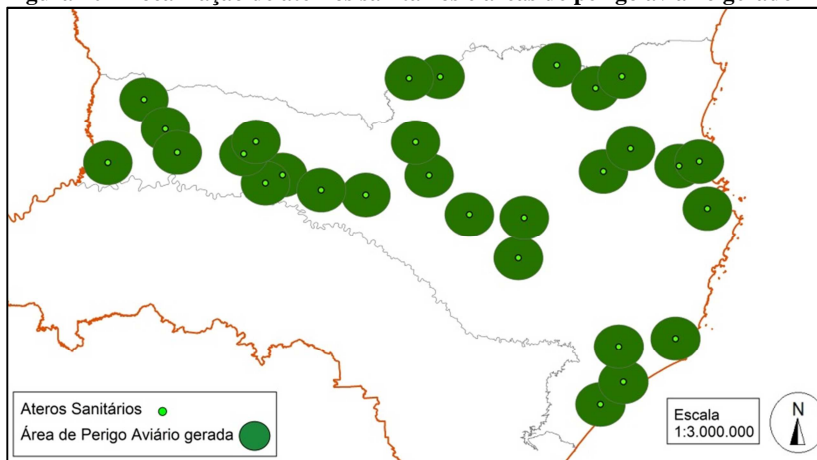 Ateros Sanitários
Área de Perigo Aviário gerada
Escala
1:3.000.000
N